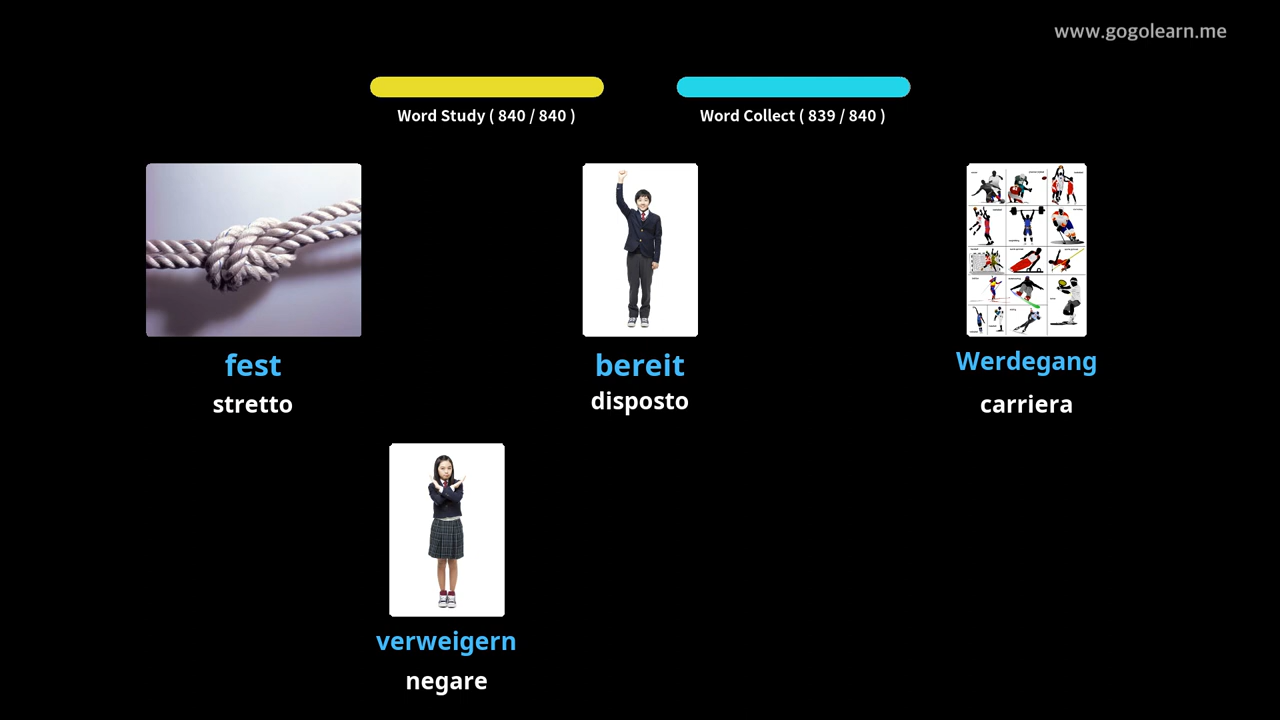 www.gogolearn.me
Word Study ( 840 / 840 )
Word Collect ( 839 / 840 )
fest
bereit
Werdegang
stretto
disposto
carriera
verweigern
negare